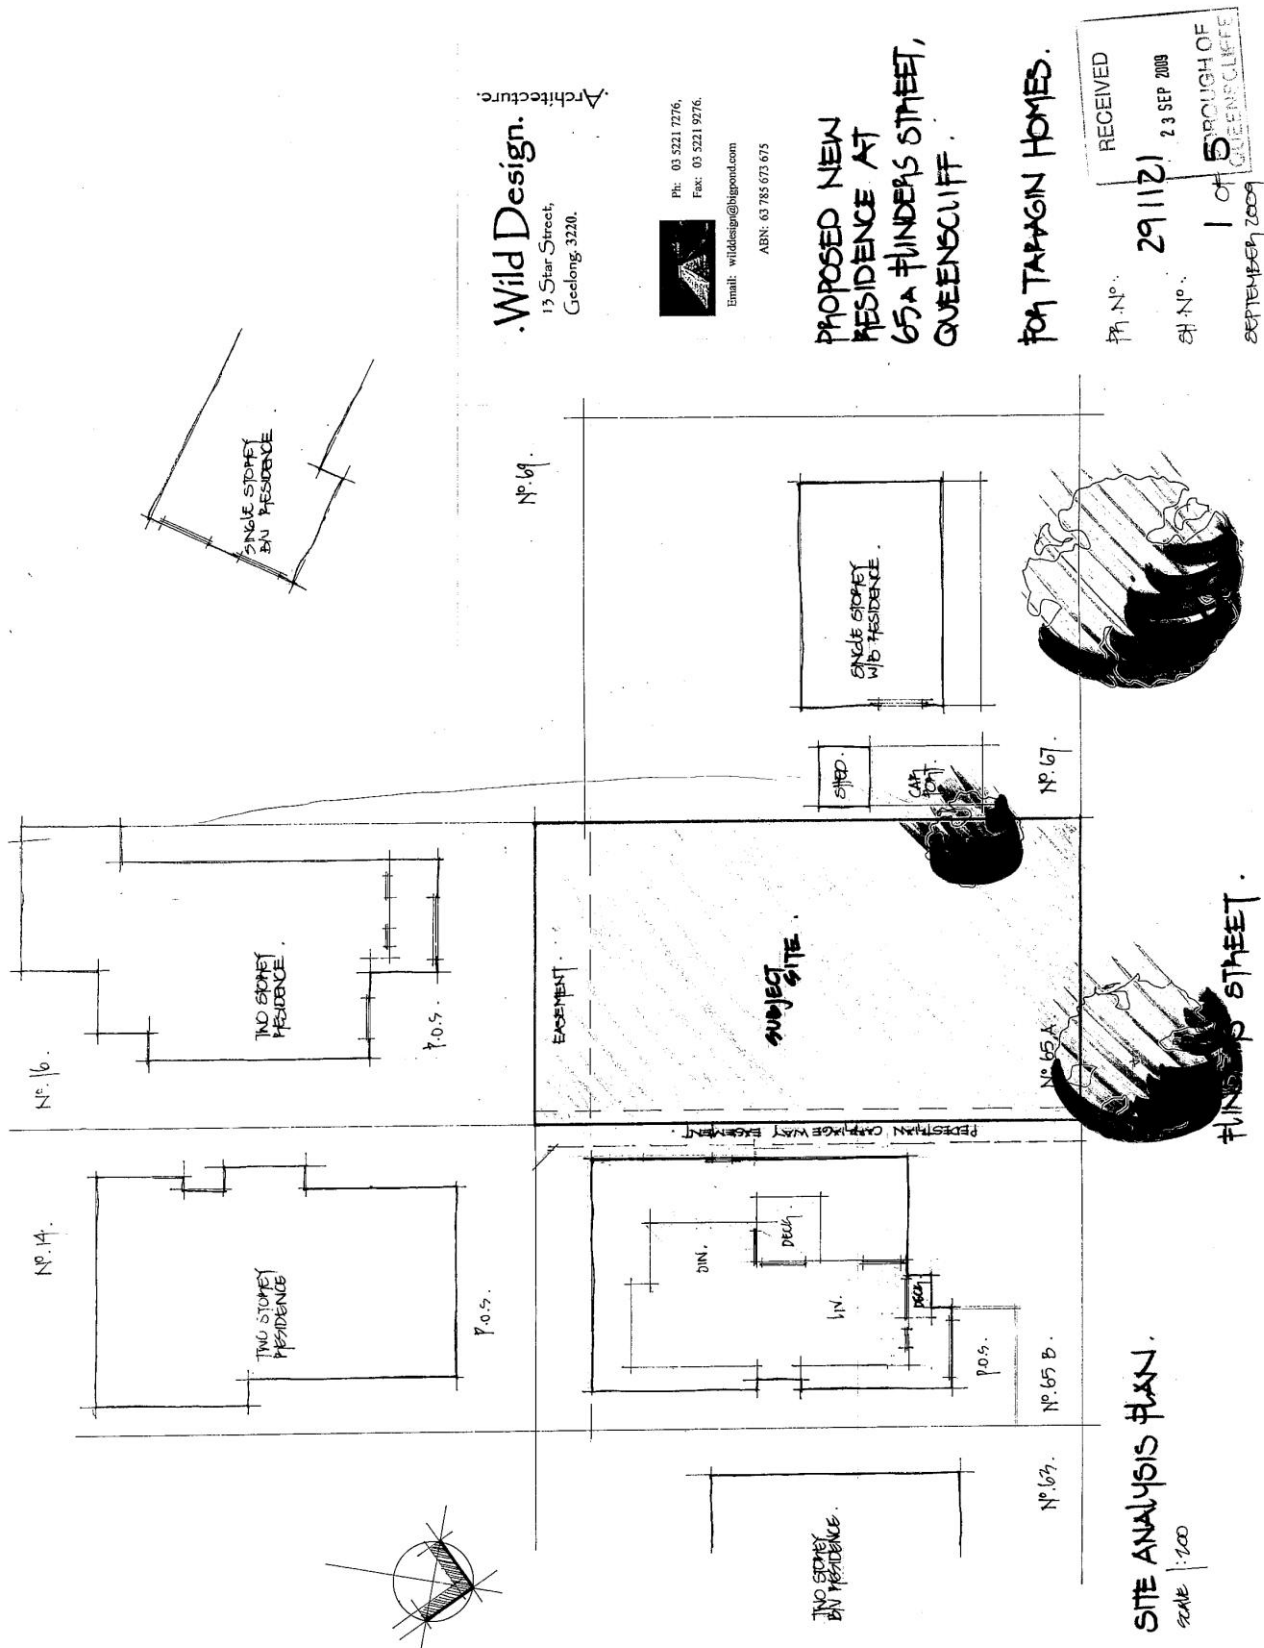 .Wild Design.
Architecture.
13 Star Street,
Geelong. 3220.
Ph: 03 5221 7276,
Fax: 03 5221 9276.
Email: wilddesign@bigpond.com
ABN: 63 785 673 675
PROPOSED NEW
RESIDENCE AT
65A FLINDERS STREET,
QUEENSCLIFF.
FOR TARAGIN HOMES.
RECEIVED
23 SEP 2009
BOROUGH OF
QUEENSCLIFFE
PR. Nº:
291121
SH. Nº:
1 OF 5
SEPTEMBER 2009
Nº. 14.
TWO STOREY
RESIDENCE
P.O.S.
Nº. 16.
TWO STOREY
RESIDENCE.
P.O.S.
SINGLE STOREY
B/V RESIDENCE.
Nº. 69.
TWO STOREY
B/V RESIDENCE.
Nº. 63.
DIN.
DECK.
LIV.
DECK
P.O.S.
Nº. 65 B.
PEDESTRIAN CARRIAGE WAY EASEMENT.
EASEMENT.
SUBJECT
SITE.
Nº. 65 A.
SHED.
CAR
PORT.
SINGLE STOREY
W/B RESIDENCE.
Nº. 67.
FLINDERS STREET.
SITE ANALYSIS PLAN.
SCALE 1:200